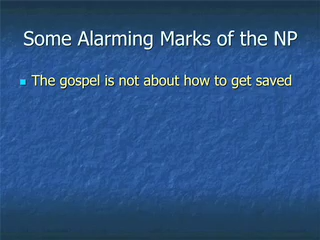 Some Alarming Marks of the NP
The gospel is not about how to get saved